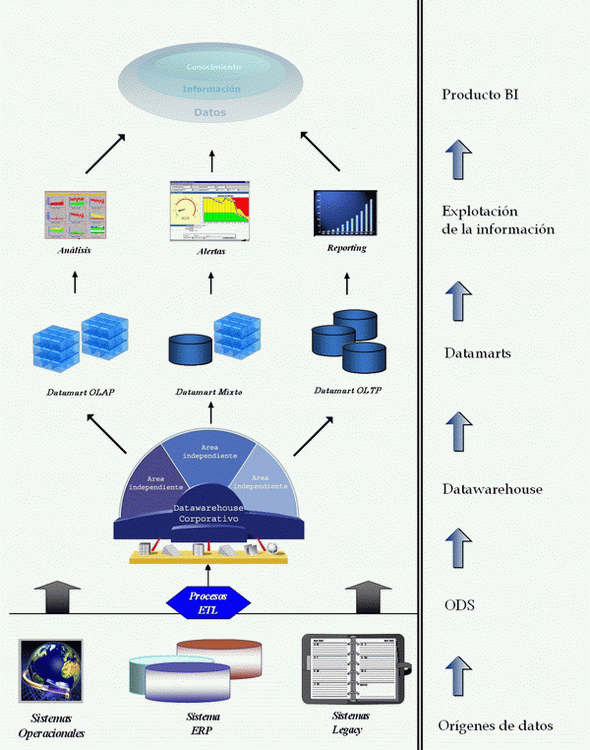 Conocimiento
Información
Datos
Producto BI
Análisis
Alertas
Reporting
Explotación
de la información
Datamart OLAP
Datamart Mixto
Datamart OLTP
Datamarts
Area
independiente
Area
independiente
Area
independiente
Datawarehouse
Corporativo
Datawarehouse
Procesos
ETL
ODS
Sistemas
Operacionales
Sistema
ERP
Sistemas
Legacy
Orígenes de datos